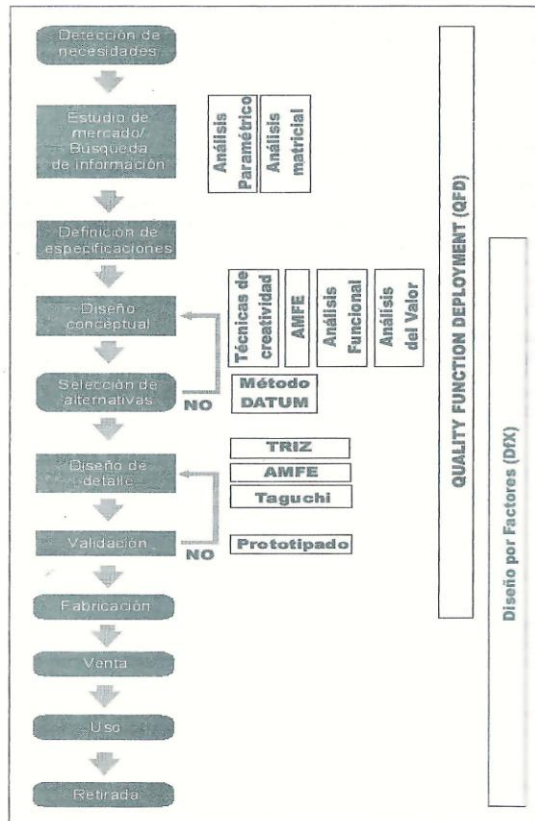 Detección de
necesidades
Estudio de
mercado/
Búsqueda
de información
Análisis
Paramétrico
Análisis
matricial
Definición de
especificaciones
Diseño
conceptual
Técnicas de
creatividad
AMFE
Análisis
Funcional
Análisis
del Valor
Selección de
alternativas
NO
Método
DATUM
Diseño de
detalle
TRIZ
AMFE
Taguchi
Validación
NO
Prototipado
Fabricación
Venta
Uso
Retirada
QUALITY FUNCTION DEPLOYMENT (QFD)
Diseño por Factores (DfX)